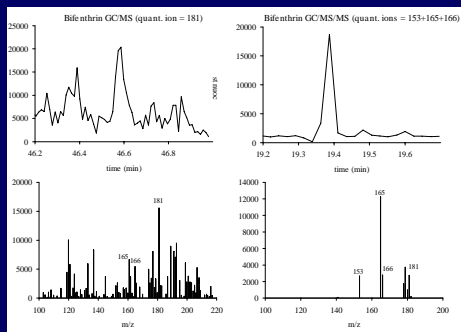 Bifenthrin GC/MS (quant. ion = 181)
25000
20000
15000
10000
5000
0
46.2 46.4 46.6 46.8
time (min)
Bifenthrin GC/MS/MS (quant. ions = 153+165+166)
counts
20000
15000
10000
5000
0
19.2 19.3 19.4 19.5 19.6
time (min)
20000
15000
10000
5000
0
181
165
165
100 120 140 160 180 200 220
m/z
14000
12000
10000
8000
6000
4000
2000
0
165
166
181
153
100 120 140 160 180 200
m/z